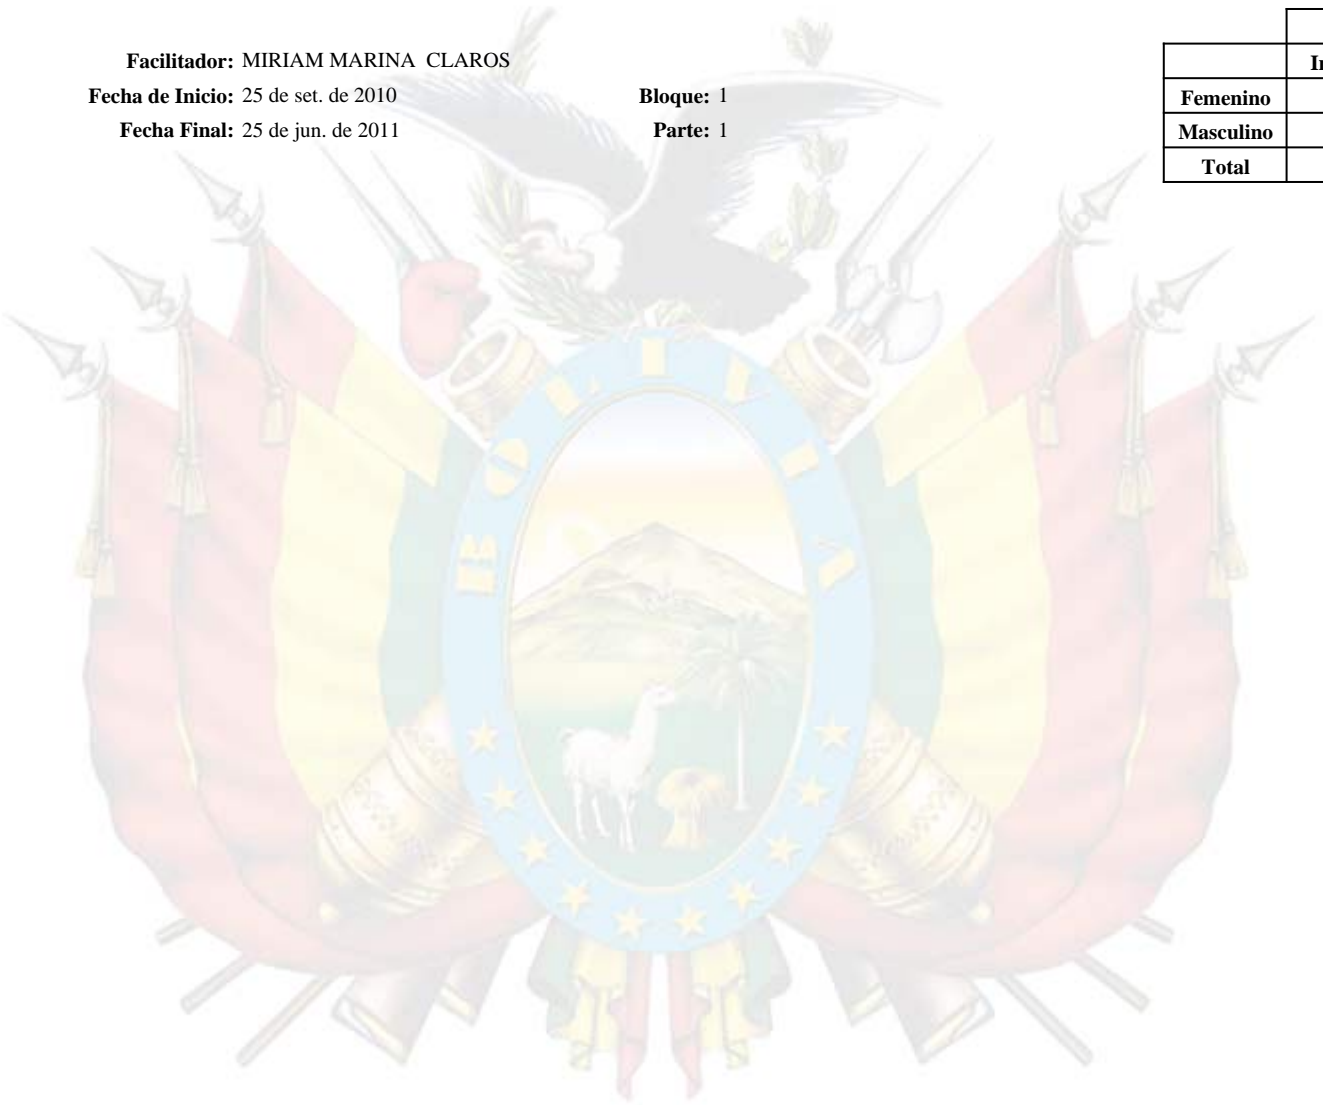 Facilitador: MIRIAM MARINA CLAROS
Fecha de Inicio: 25 de set. de 2010 Bloque: 1
Fecha Final: 25 de jun. de 2011 Parte: 1
Femenino
Masculino
Total
BOLIVIA